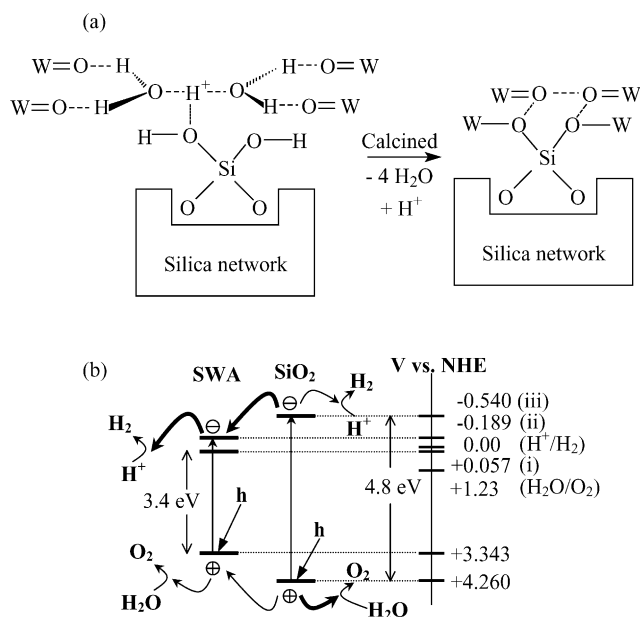 (a)
H H
W=O H+ O=W
O O
W=O H H O=W
H O O H
Si
O O
Silica network
Calcined
- 4 H2O
+ H+
W=O O=W
W O O W
Si
O O
Silica network
(b)
SWA SiO2 V vs. NHE
H2
H+
−0.540 (iii)
−0.189 (ii)
0.00 (H+/H2)
+0.057 (i)
+1.23 (H2O/O2)
+3.343
+4.260
H2
H+
3.4 eV
4.8 eV
h
h
O2
H2O
O2
H2O